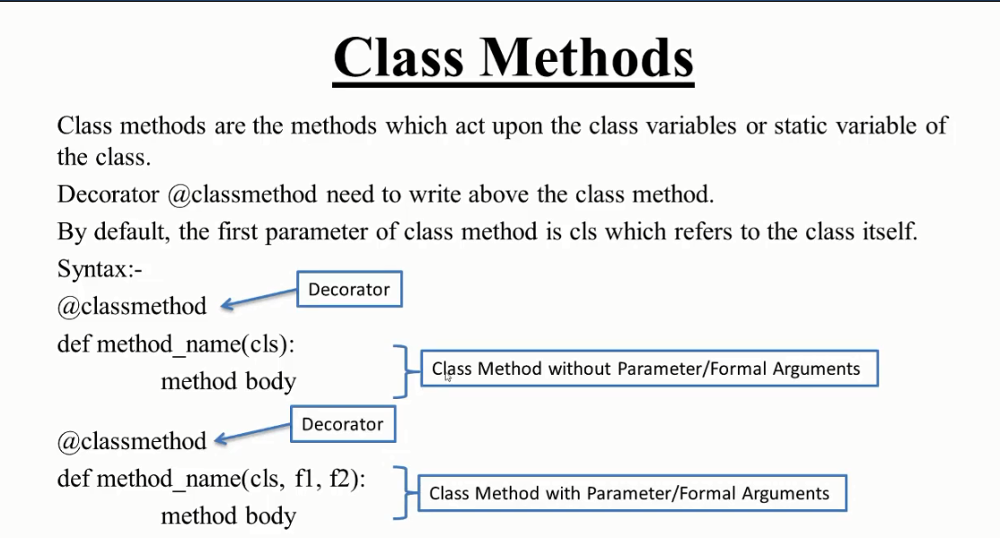 Class Methods
Class methods are the methods which act upon the class variables or static variable of
the class.
Decorator @classmethod need to write above the class method.
By default, the first parameter of class method is cls which refers to the class itself.
Syntax:-
Decorator
@classmethod
def method_name(cls):
Class Method without Parameter/Formal Arguments
method body
Decorator
@classmethod
def method_name(cls, f1, f2):
Class Method with Parameter/Formal Arguments
method body